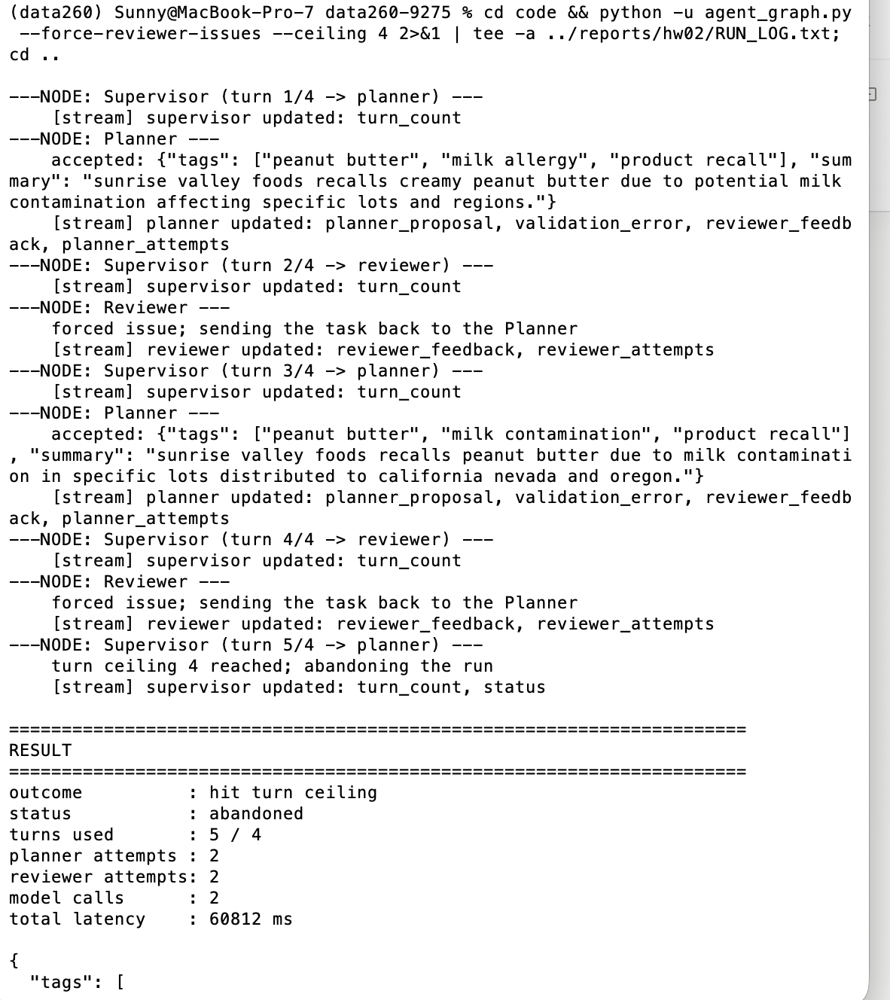 (data260) Sunny@MacBook-Pro-7 data260-9275 % cd code && python -u agent_graph.py
 --force-reviewer-issues --ceiling 4 2>&1 | tee -a ../reports/hw02/RUN_LOG.txt;
cd ..

---NODE: Supervisor (turn 1/4 -> planner) ---
    [stream] supervisor updated: turn_count
---NODE: Planner ---
    accepted: {"tags": ["peanut butter", "milk allergy", "product recall"], "sum
mary": "sunrise valley foods recalls creamy peanut butter due to potential milk
contamination affecting specific lots and regions."}
    [stream] planner updated: planner_proposal, validation_error, reviewer_feedb
ack, planner_attempts
---NODE: Supervisor (turn 2/4 -> reviewer) ---
    [stream] supervisor updated: turn_count
---NODE: Reviewer ---
    forced issue; sending the task back to the Planner
    [stream] reviewer updated: reviewer_feedback, reviewer_attempts
---NODE: Supervisor (turn 3/4 -> planner) ---
    [stream] supervisor updated: turn_count
---NODE: Planner ---
    accepted: {"tags": ["peanut butter", "milk contamination", "product recall"]
, "summary": "sunrise valley foods recalls peanut butter due to milk contaminati
on in specific lots distributed to california nevada and oregon."}
    [stream] planner updated: planner_proposal, validation_error, reviewer_feedb
ack, planner_attempts
---NODE: Supervisor (turn 4/4 -> reviewer) ---
    [stream] supervisor updated: turn_count
---NODE: Reviewer ---
    forced issue; sending the task back to the Planner
    [stream] reviewer updated: reviewer_feedback, reviewer_attempts
---NODE: Supervisor (turn 5/4 -> planner) ---
    turn ceiling 4 reached; abandoning the run
    [stream] supervisor updated: turn_count, status

======================================================================
RESULT
======================================================================
outcome          : hit turn ceiling
status           : abandoned
turns used       : 5 / 4
planner attempts : 2
reviewer attempts: 2
model calls      : 2
total latency    : 60812 ms

{
  "tags": [